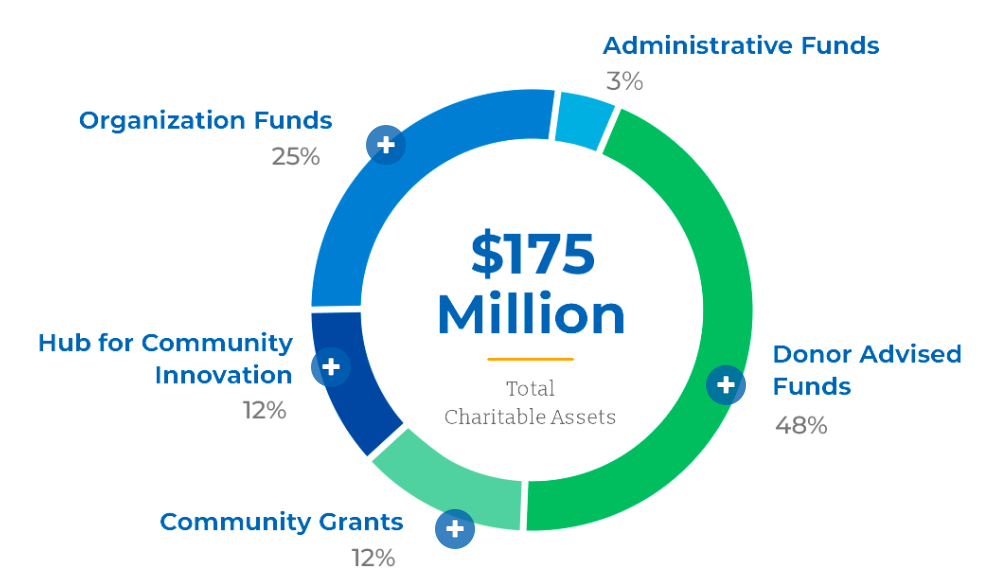 Administrative Funds
3%
Organization Funds
25%
$175
Million
Total
Charitable Assets
Hub for Community
Innovation
12%
Donor Advised
Funds
48%
Community Grants
12%